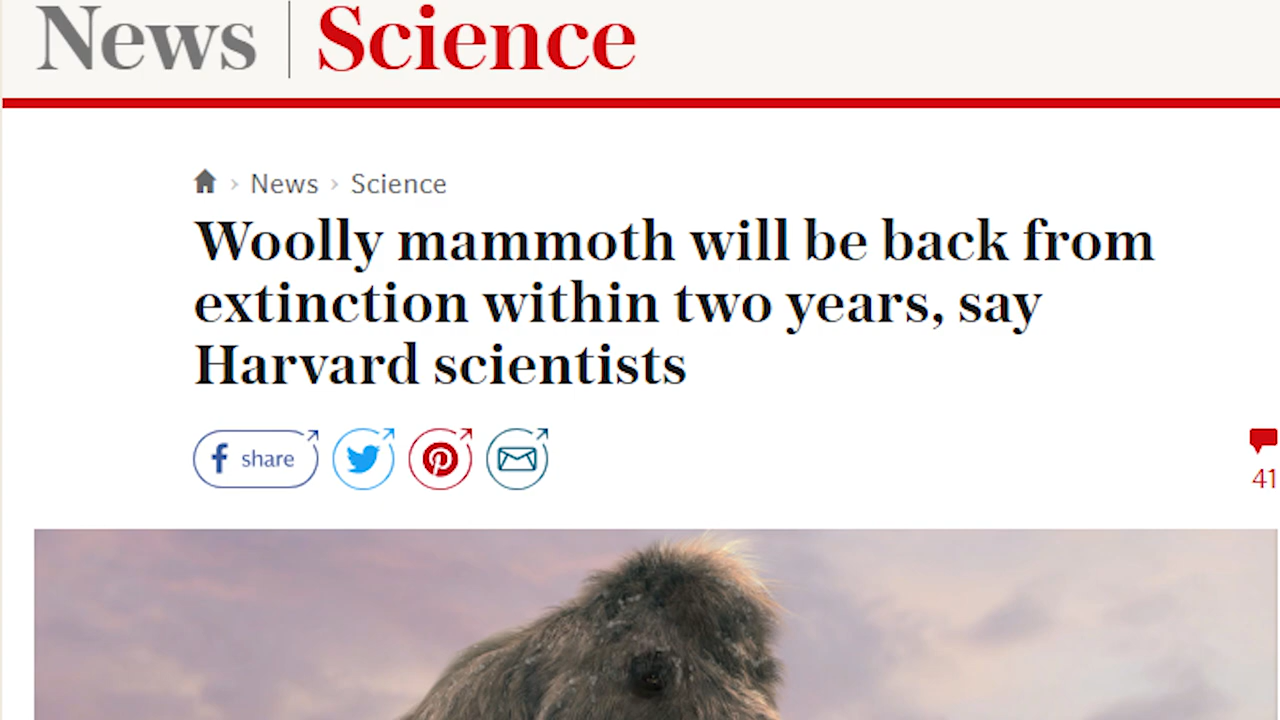 News | Science
News › Science
Woolly mammoth will be back from
extinction within two years, say
Harvard scientists
share
41